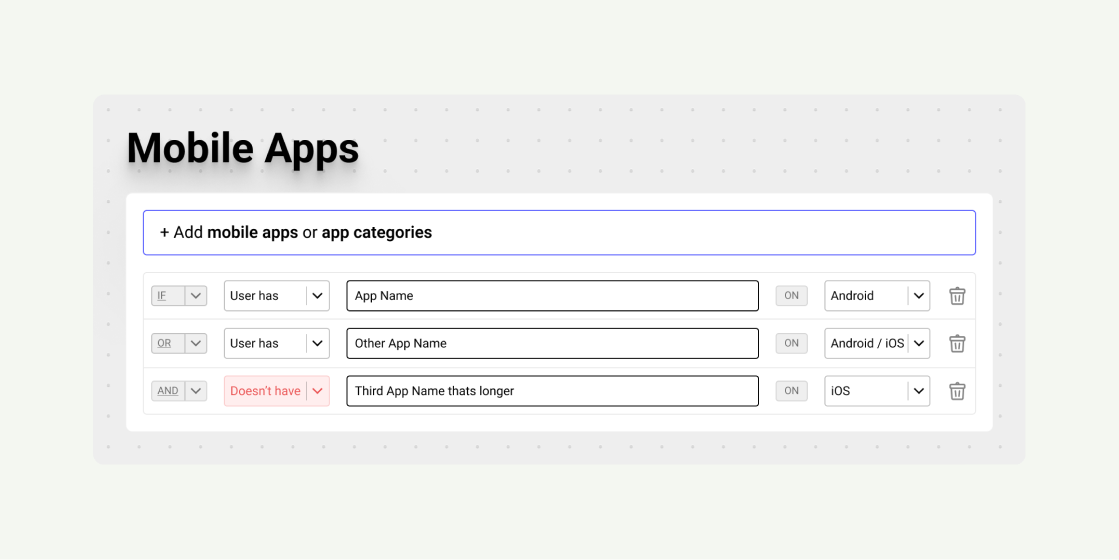 Mobile Apps
+ Add mobile apps or app categories
IF User has App Name ON Android
OR User has Other App Name ON Android / iOS
AND Doesn't have Third App Name thats longer ON iOS